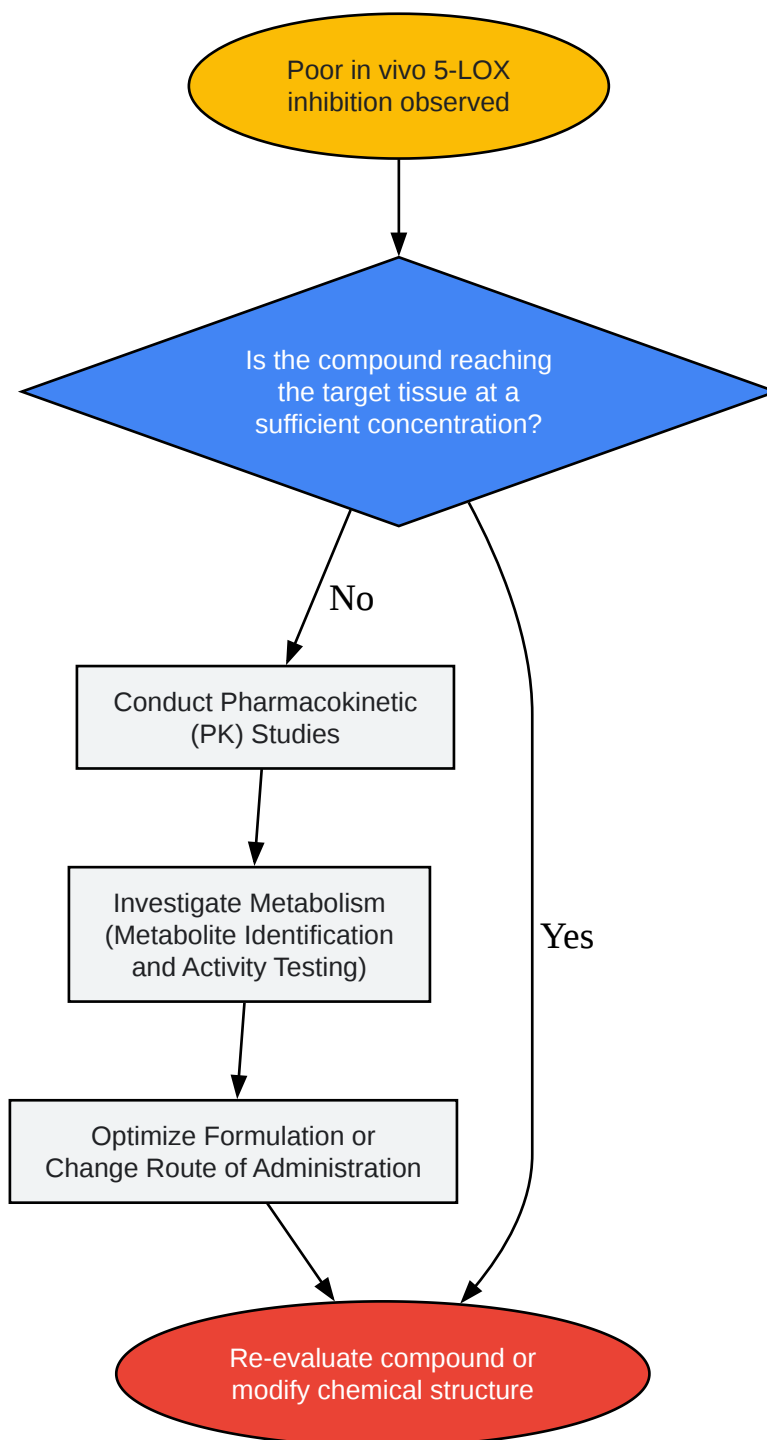 Poor in vivo 5-LOX
inhibition observed
Is the compound reaching
the target tissue at a
sufficient concentration?
No
Conduct Pharmacokinetic
(PK) Studies
Investigate Metabolism
(Metabolite Identification
and Activity Testing)
Yes
Optimize Formulation or
Change Route of Administration
Re-evaluate compound or
modify chemical structure